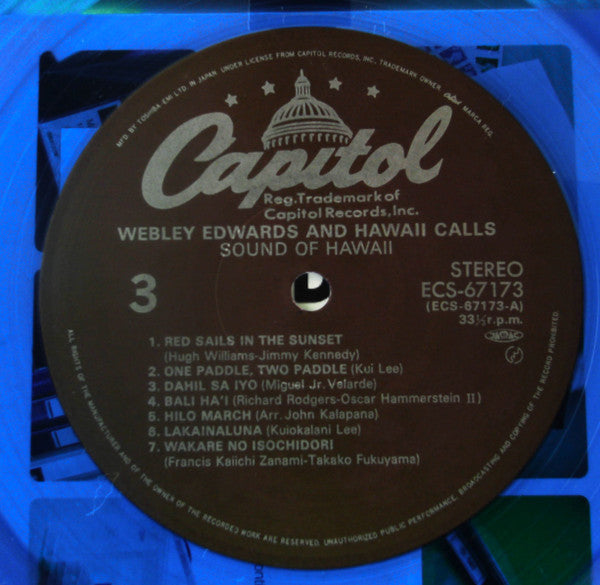 MFD. BY TOSHIBA-EMI LTD. IN JAPAN. UNDER LICENSE FROM CAPITOL RECORDS, INC., TRADEMARK OWNER. Capitol MARCA REG.
Capitol
Reg. Trademark of
Capitol Records, Inc.
WEBLEY EDWARDS AND HAWAII CALLS
SOUND OF HAWAII
3
STEREO
ECS-67173
(ECS-67173-A)
33⅓ r.p.m.
1. RED SAILS IN THE SUNSET
(Hugh Williams-Jimmy Kennedy)
2. ONE PADDLE, TWO PADDLE (Kui Lee)
3. DAHIL SA IYO (Miguel Jr. Velarde)
4. BALI HA'I (Richard Rodgers-Oscar Hammerstein II)
5. HILO MARCH (Arr. John Kalapana)
6. LAKAINALUNA (Kuiokalani Lee)
7. WAKARE NO ISOCHIDORI
(Francis Kaiichi Zanami-Takako Fukuyama)
ALL RIGHTS OF THE MANUFACTURER AND OF THE OWNER OF THE RECORDED WORK ARE RESERVED. UNAUTHORIZED PUBLIC PERFORMANCE, BROADCASTING AND COPYING OF THE RECORD PROHIBITED.